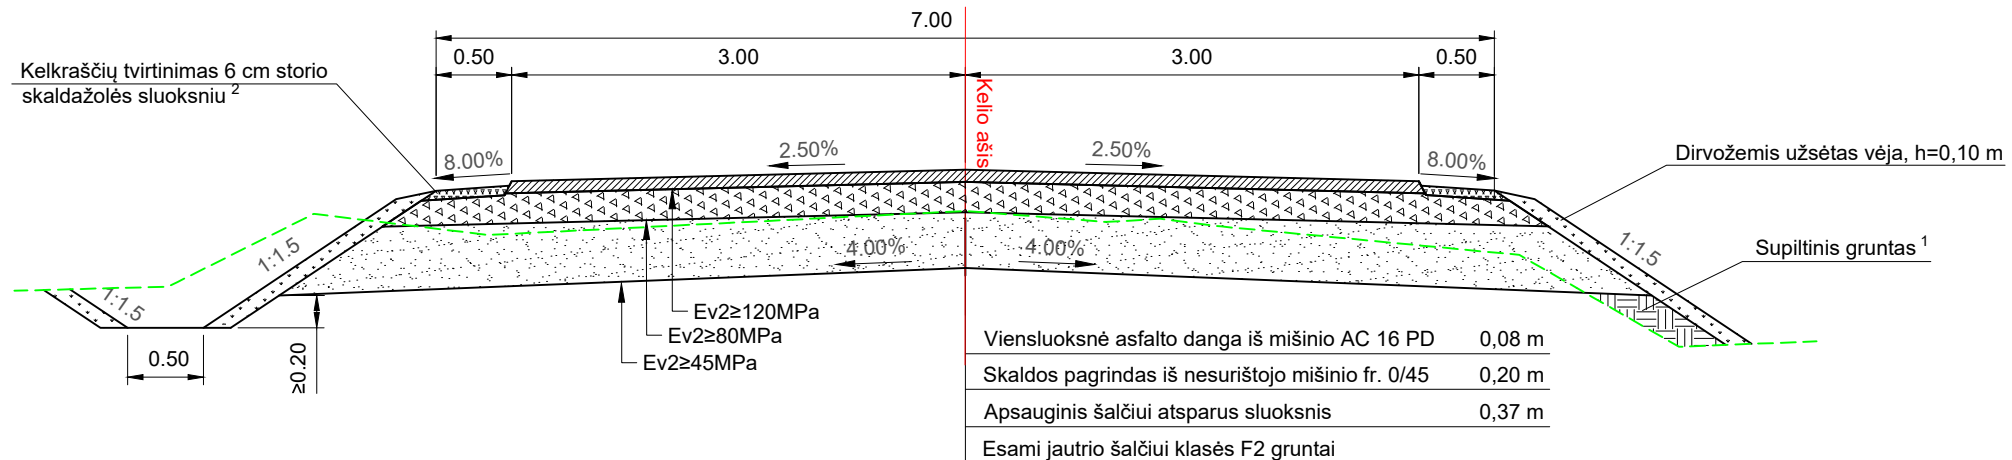 7.00
0.50
3.00
3.00
0.50
Kelkraščių tvirtinimas 6 cm storio
skaldažolės sluoksniu ²
Kelio ašis
8.00%
2.50%
2.50%
8.00%
Dirvožemis užsėtas vėja, h=0,10 m
1:1.5
1:1.5
1:1.5
Supiltinis gruntas ¹
4.00%
4.00%
Ev2≥120MPa
Ev2≥80MPa
Ev2≥45MPa
0.50
≥0.20
Viensluoksnė asfalto danga iš mišinio AC 16 PD 0,08 m
Skaldos pagrindas iš nesurištojo mišinio fr. 0/45 0,20 m
Apsauginis šalčiui atsparus sluoksnis 0,37 m
Esami jautrio šalčiui klasės F2 gruntai